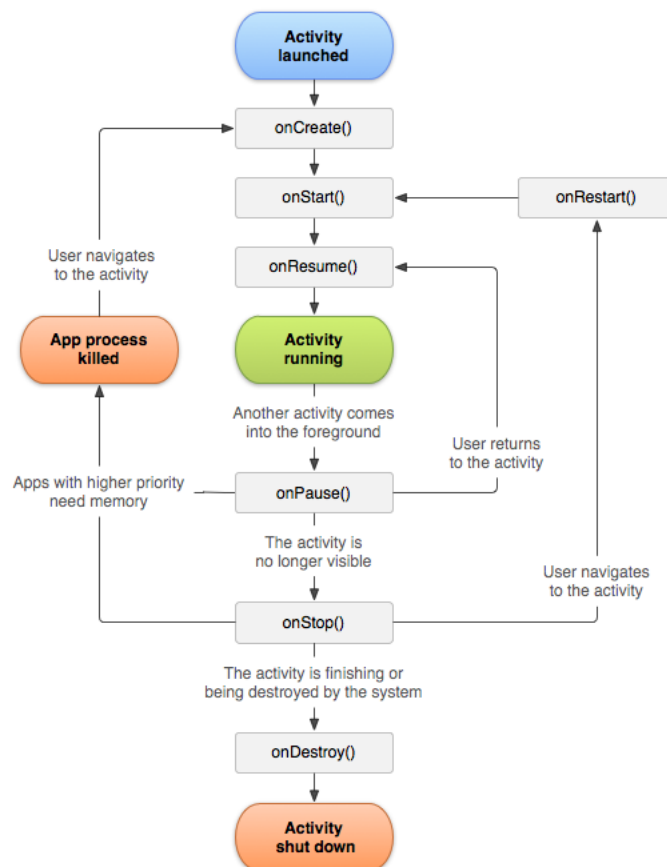 Activity
launched
onCreate()
onStart()
onRestart()
User navigates
to the activity
onResume()
App process
killed
Activity
running
Another activity comes
into the foreground
User returns
to the activity
Apps with higher priority
need memory
onPause()
The activity is
no longer visible
User navigates
to the activity
onStop()
The activity is finishing or
being destroyed by the system
onDestroy()
Activity
shut down